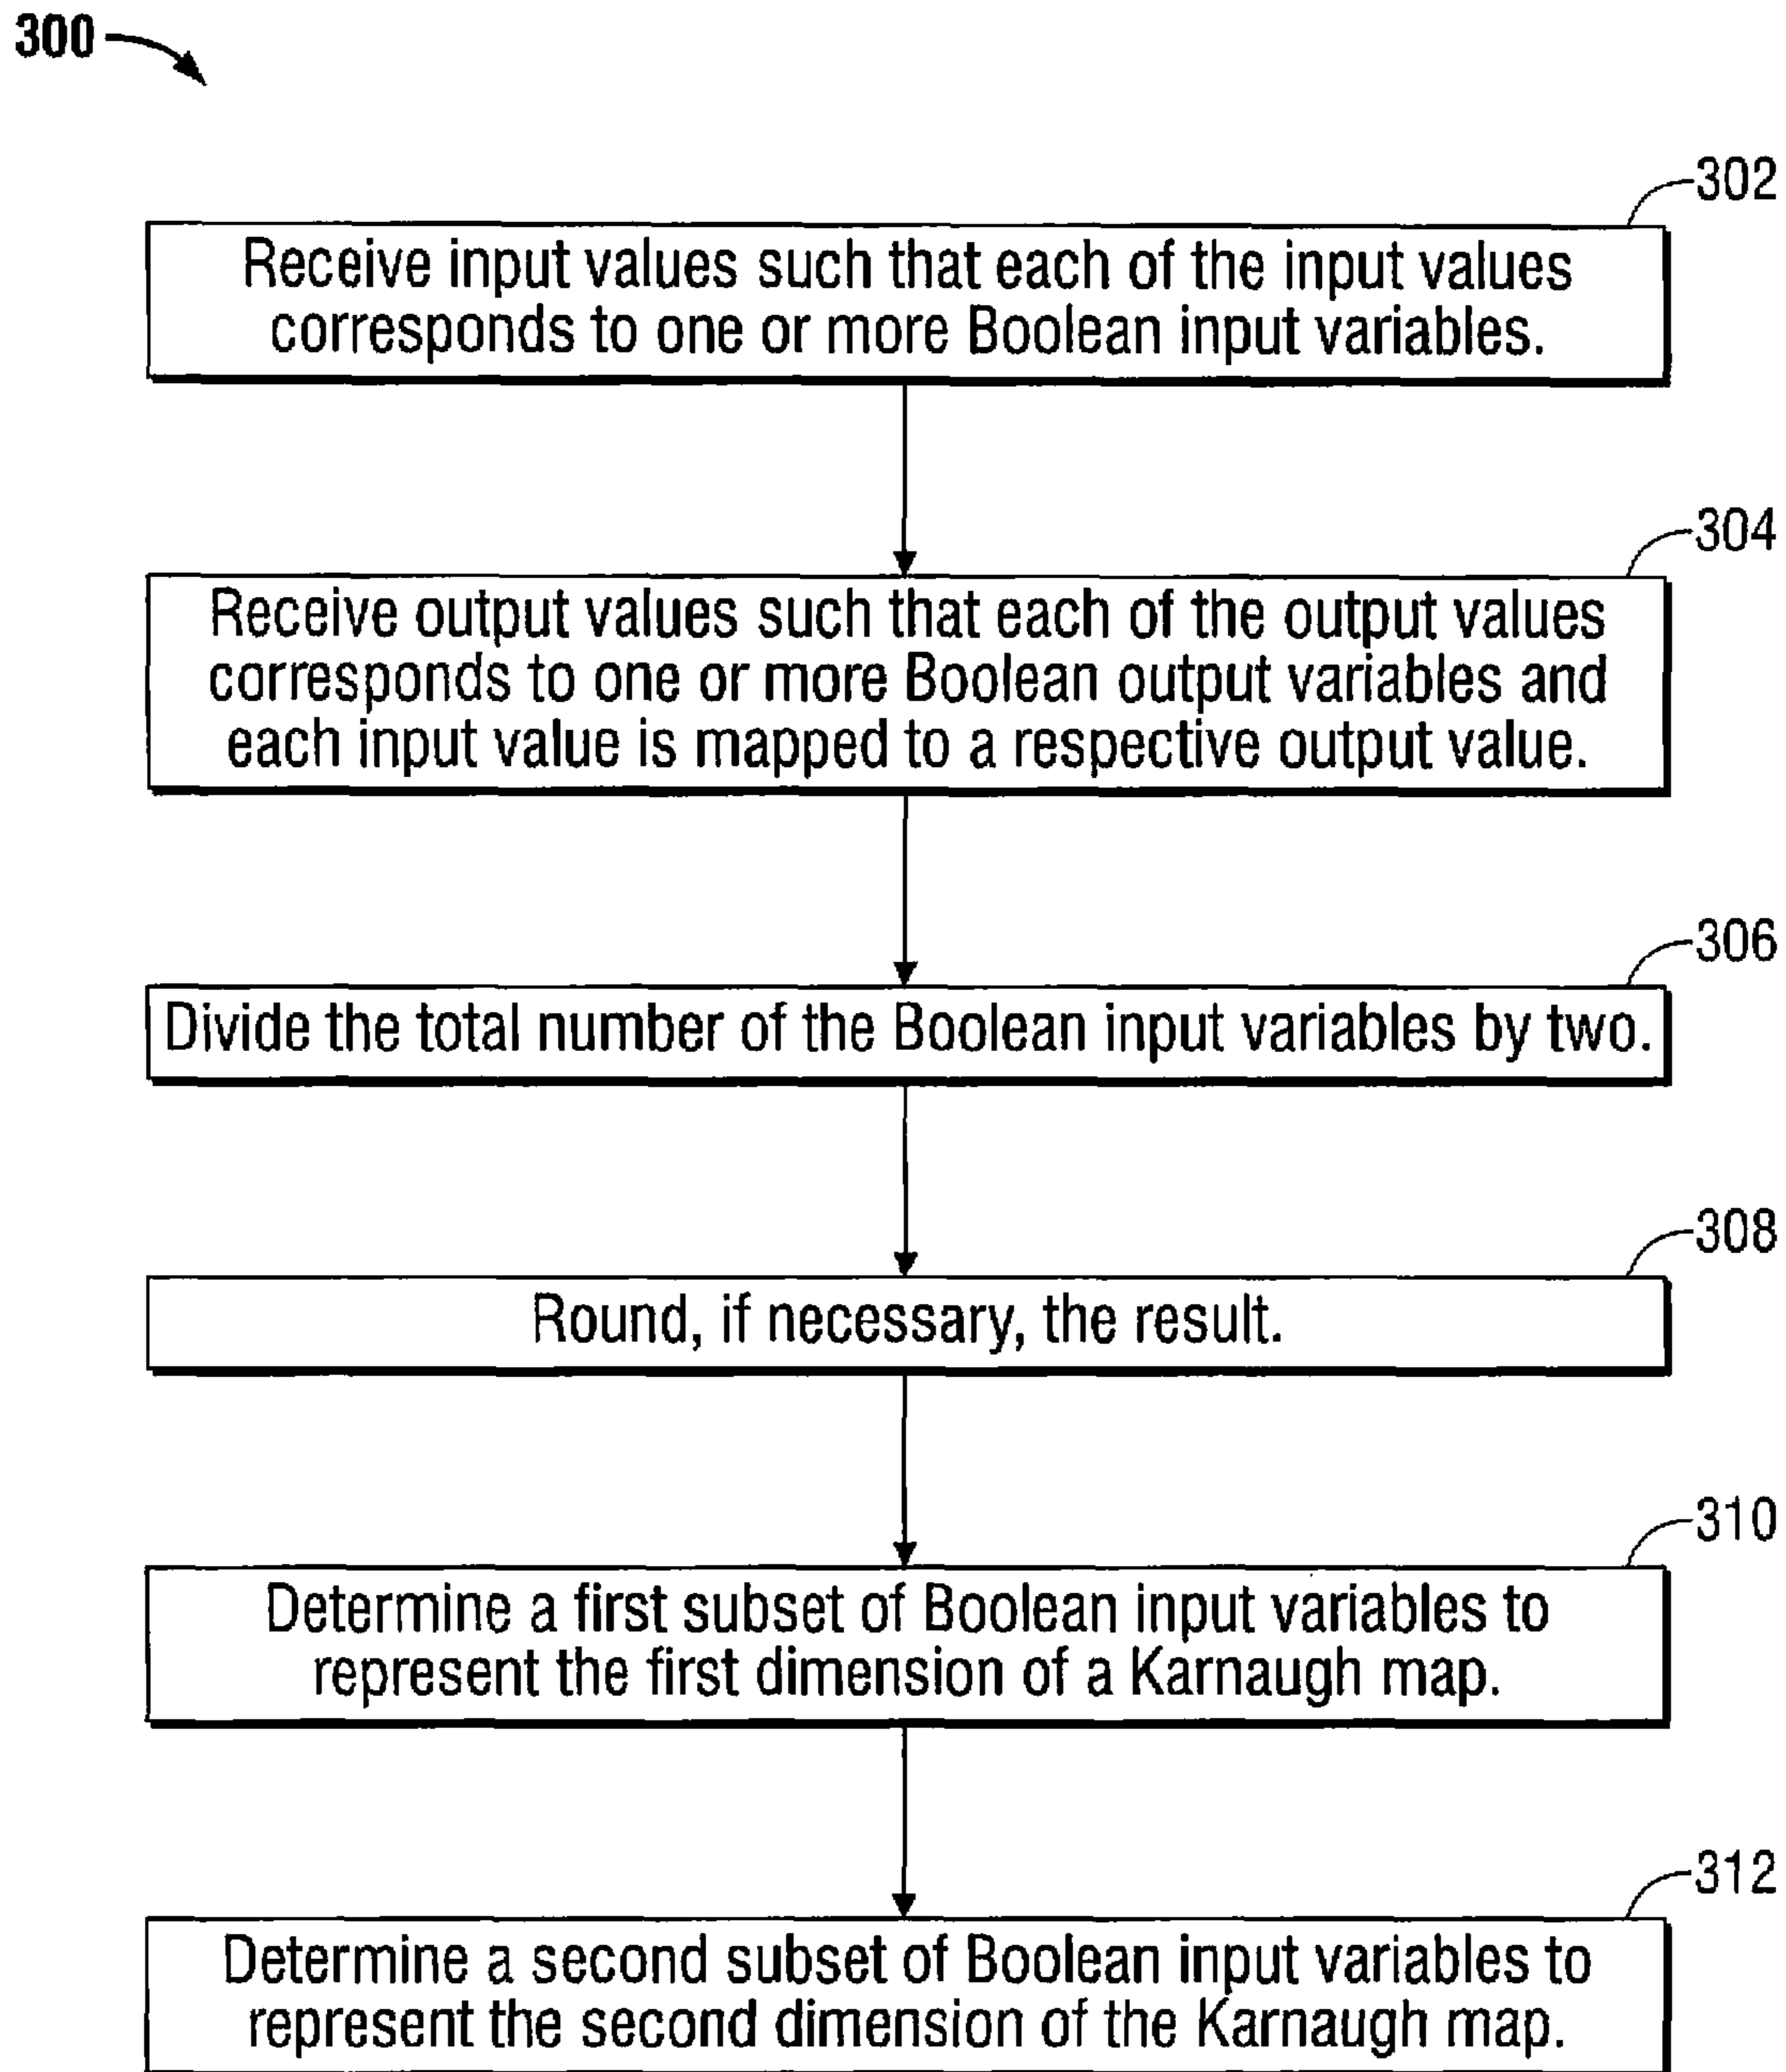 300
302
Receive input values such that each of the input values
corresponds to one or more Boolean input variables.
304
Receive output values such that each of the output values
corresponds to one or more Boolean output variables and
each input value is mapped to a respective output value.
306
Divide the total number of the Boolean input variables by two.
308
Round, if necessary, the result.
310
Determine a first subset of Boolean input variables to
represent the first dimension of a Karnaugh map.
312
Determine a second subset of Boolean input variables to
represent the second dimension of the Karnaugh map.